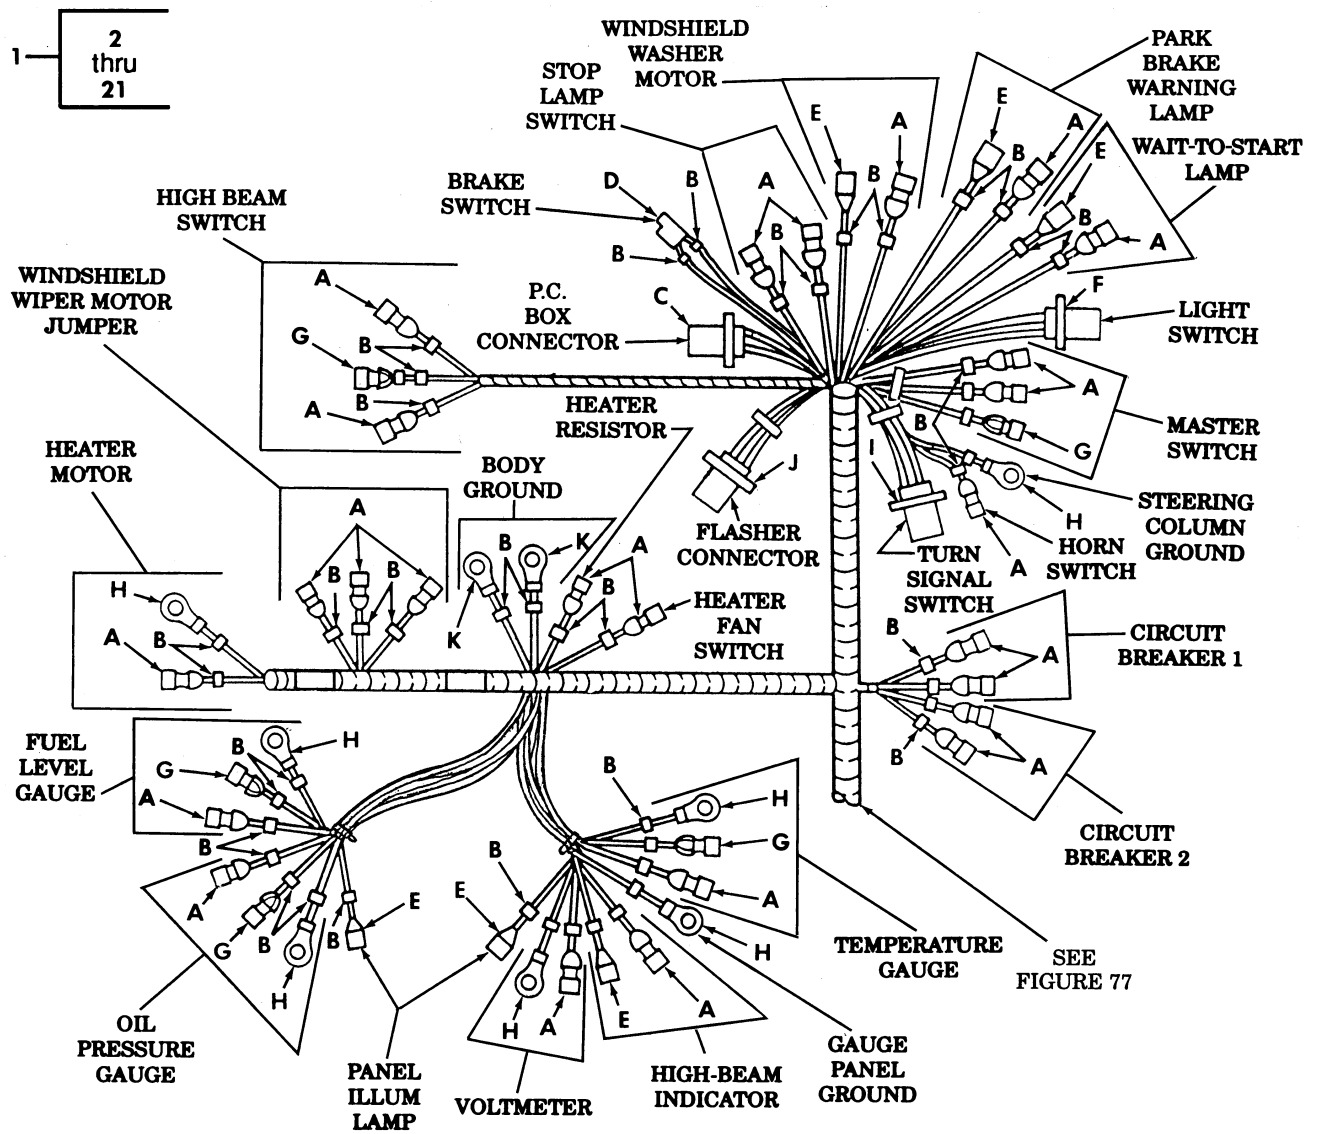 1
2
thru
21
WINDSHIELD
WASHER
MOTOR
STOP
LAMP
SWITCH
PARK
BRAKE
WARNING
LAMP
WAIT-TO-START
LAMP
E
A
E
B
A
E
B
A
B
A
B
D
B
B
BRAKE
SWITCH
HIGH BEAM
SWITCH
WINDSHIELD
WIPER MOTOR
JUMPER
A
G
B
B
A
P.C.
BOX
CONNECTOR
C
F
LIGHT
SWITCH
A
B
G
MASTER
SWITCH
HEATER
RESISTOR
HEATER
MOTOR
BODY
GROUND
I
J
FLASHER
CONNECTOR
STEERING
COLUMN
GROUND
H
HORN
SWITCH
A
TURN
SIGNAL
SWITCH
A
B
B
B
K
A
B
K
HEATER
FAN
SWITCH
H
A
B
B
A
CIRCUIT
BREAKER 1
B
A
CIRCUIT
BREAKER 2
FUEL
LEVEL
GAUGE
B
H
G
A
B
A
G
B
H
B
E
OIL
PRESSURE
GAUGE
PANEL
ILLUM
LAMP
B
E
B
H
G
A
H
TEMPERATURE
GAUGE
SEE
FIGURE 77
H
A
E
A
VOLTMETER
HIGH-BEAM
INDICATOR
GAUGE
PANEL
GROUND